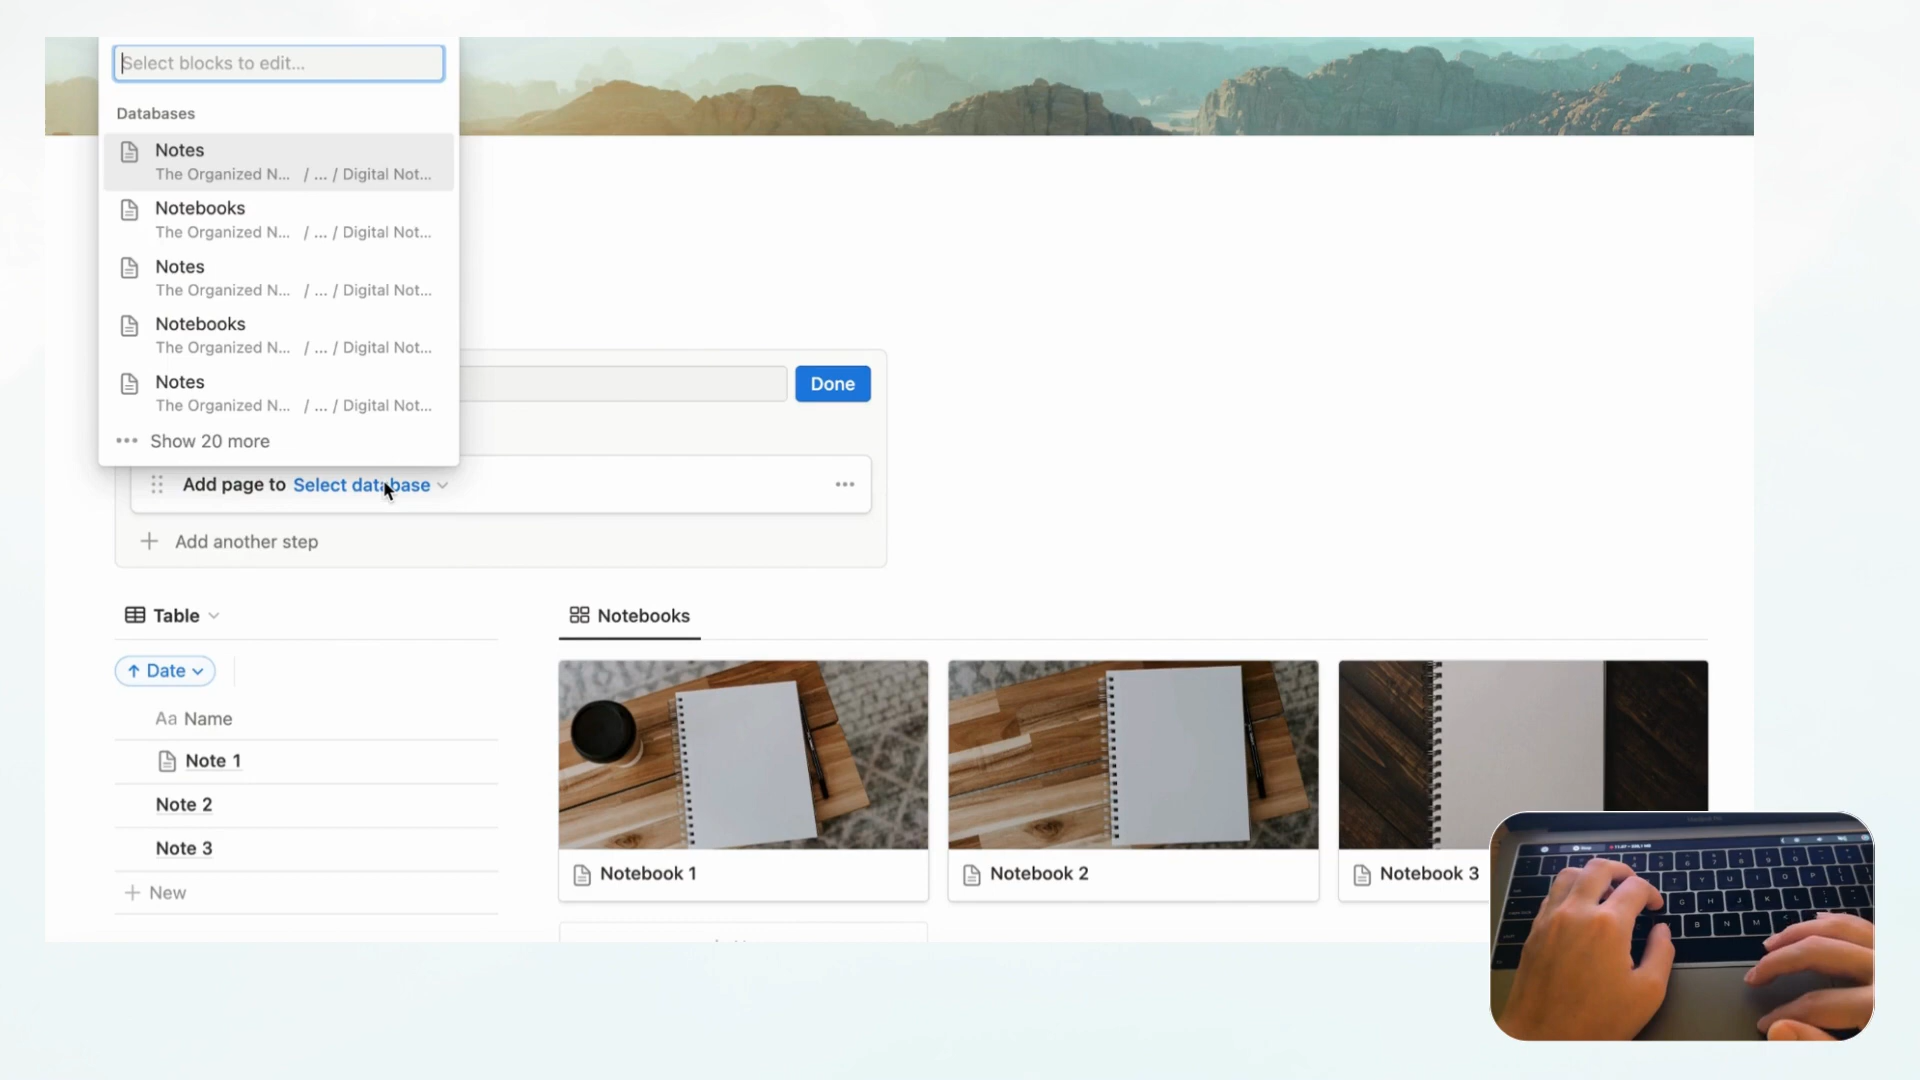 Select blocks to edit...
Databases
Notes
The Organized N... / ... / Digital Not...
Notebooks
The Organized N... / ... / Digital Not...
Notes
The Organized N... / ... / Digital Not...
Notebooks
The Organized N... / ... / Digital Not...
Notes
The Organized N... / ... / Digital Not...
Show 20 more
Done
Add page to Select database
Add another step
Table
Notebooks
Date
Aa Name
Note 1
Note 2
Note 3
New
Notebook 1
Notebook 2
Notebook 3